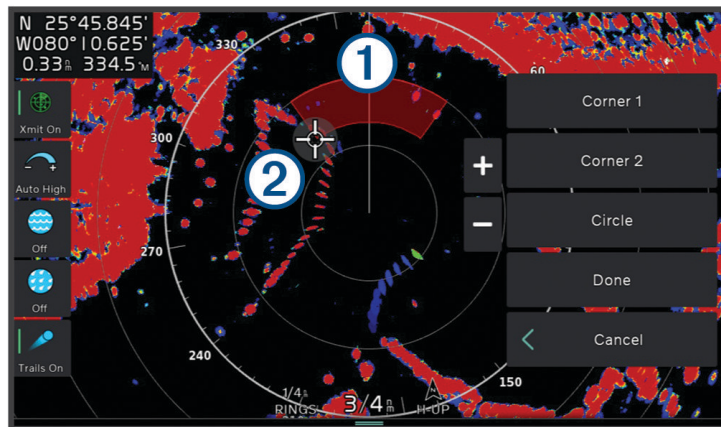 N 25°45.845'
W080°10.625'
0.33 nm 334.5°M
Xmit On
Auto High
Off
Off
Trails On
330
300
270
240
60
150
1
2
+
−
Corner 1
Corner 2
Circle
Done
Cancel
1/4 nm
RINGS
3/4 nm
H-UP